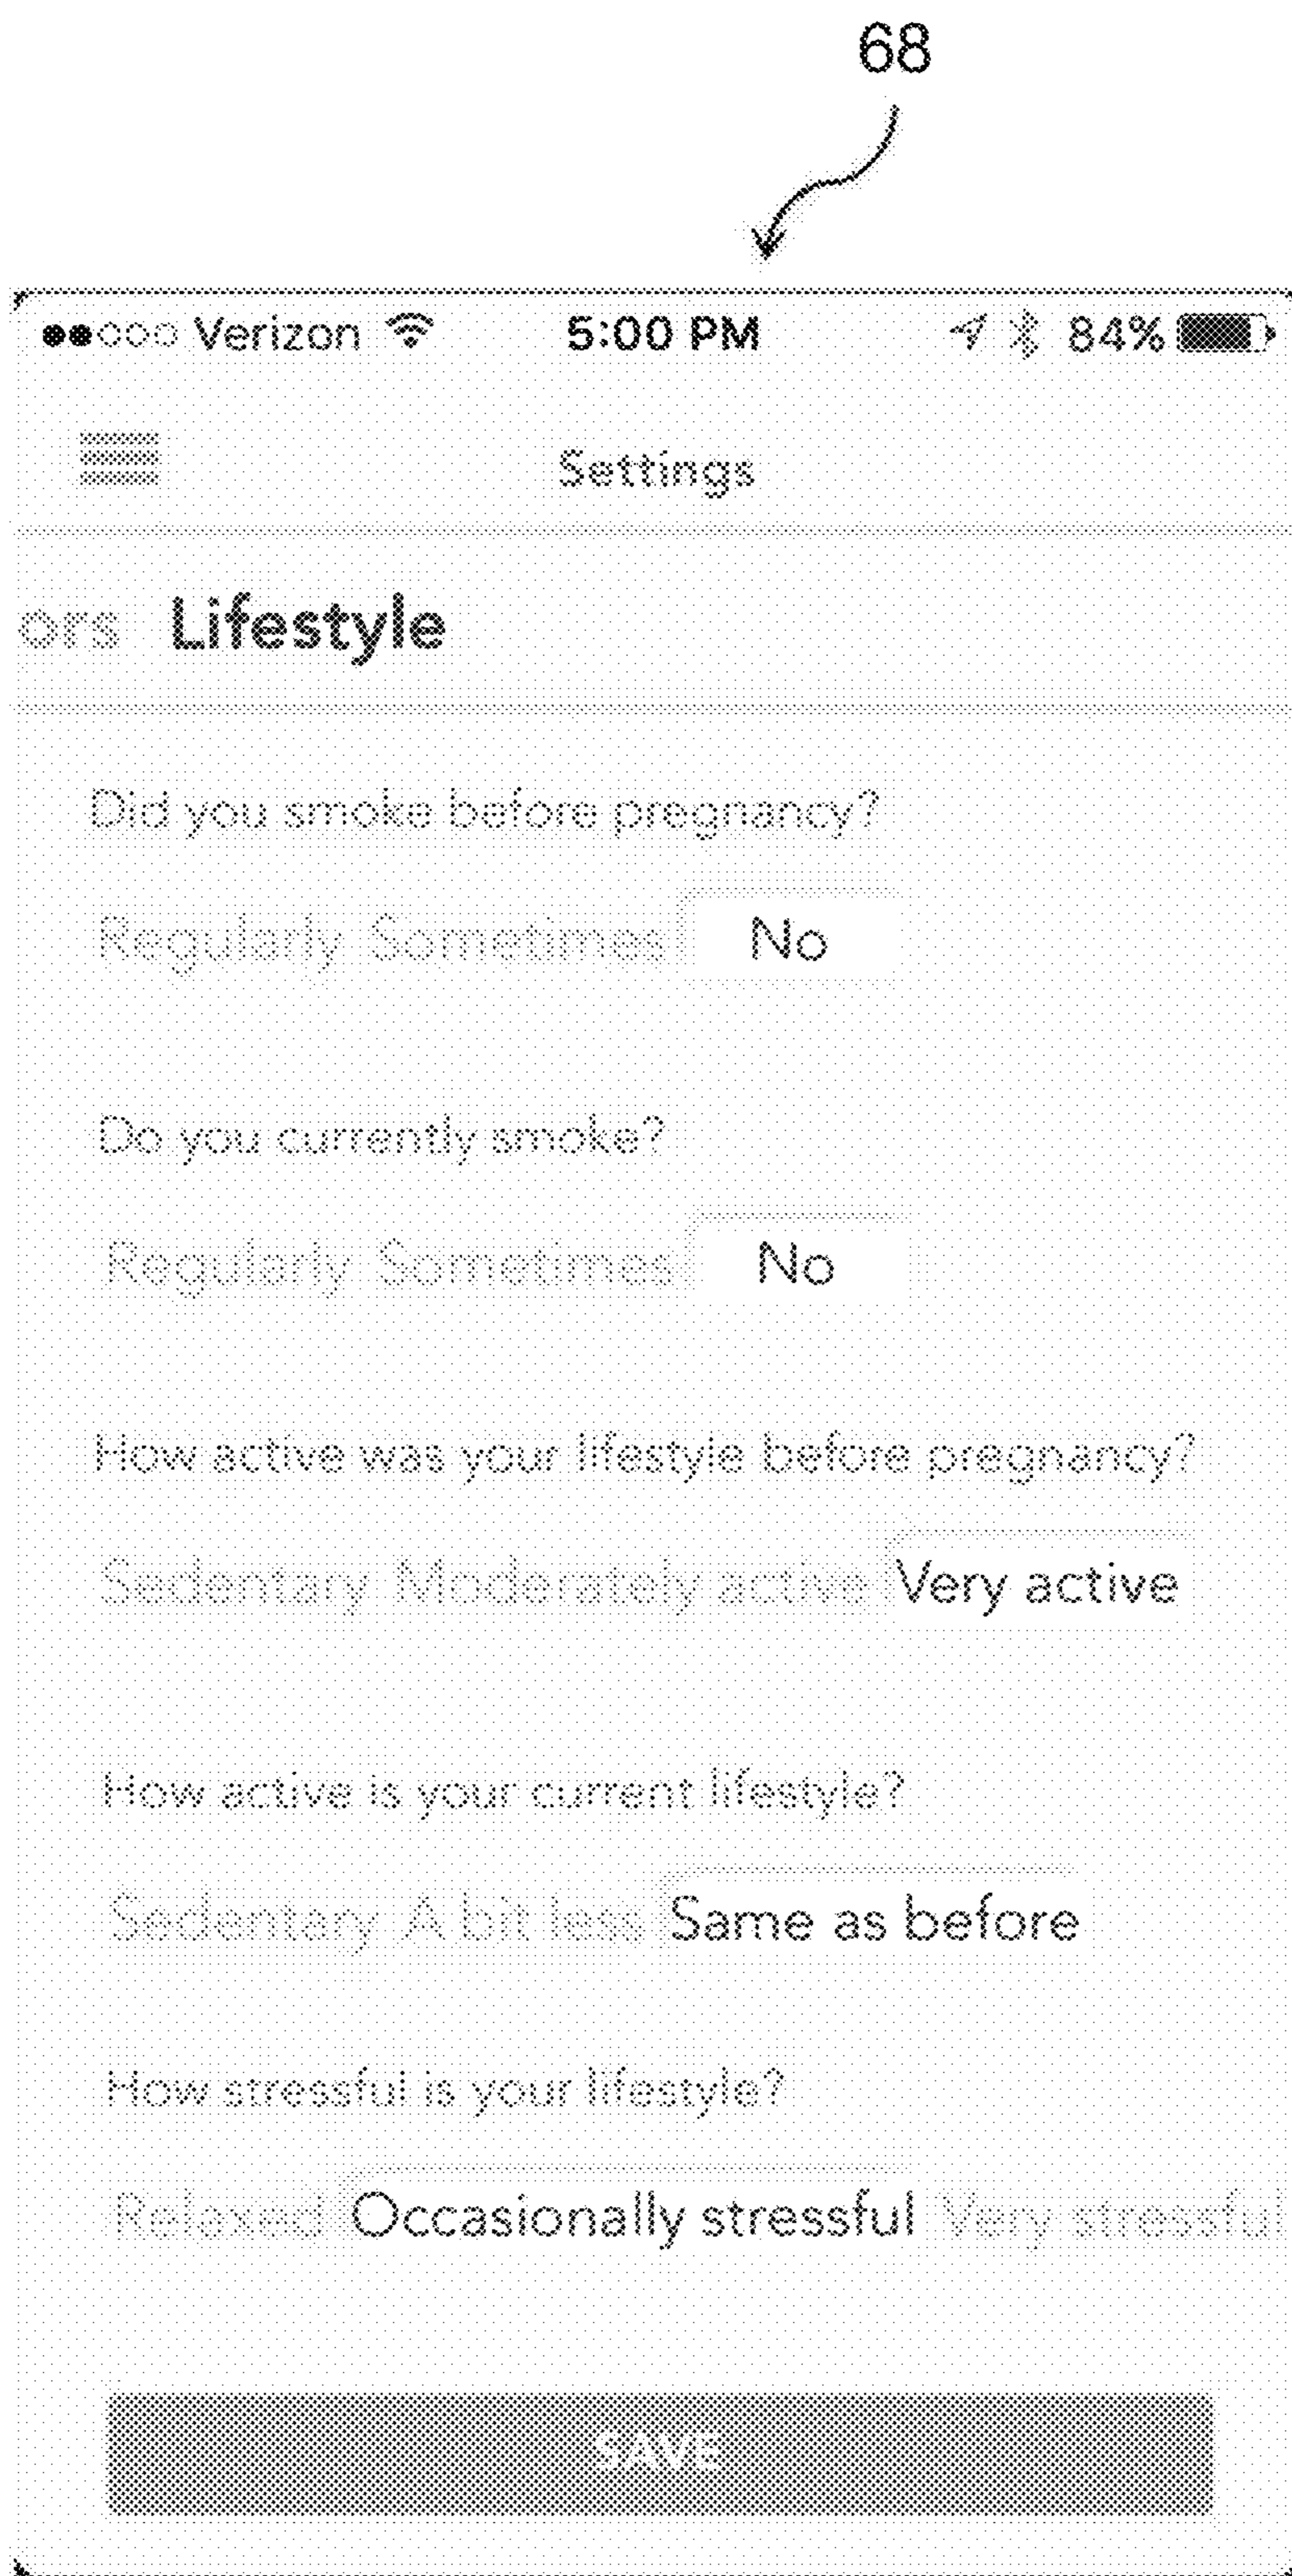 68
Verizon 5:00 PM 84%
Settings
ors Lifestyle
Did you smoke before pregnancy?
Regularly Sometimes No
Do you currently smoke?
Regularly Sometimes No
How active was your lifestyle before pregnancy?
Sedentary Moderately active Very active
How active is your current lifestyle?
Sedentary A bit less Same as before
How stressful is your lifestyle?
Relaxed Occasionally stressful Very stressful
SAVE